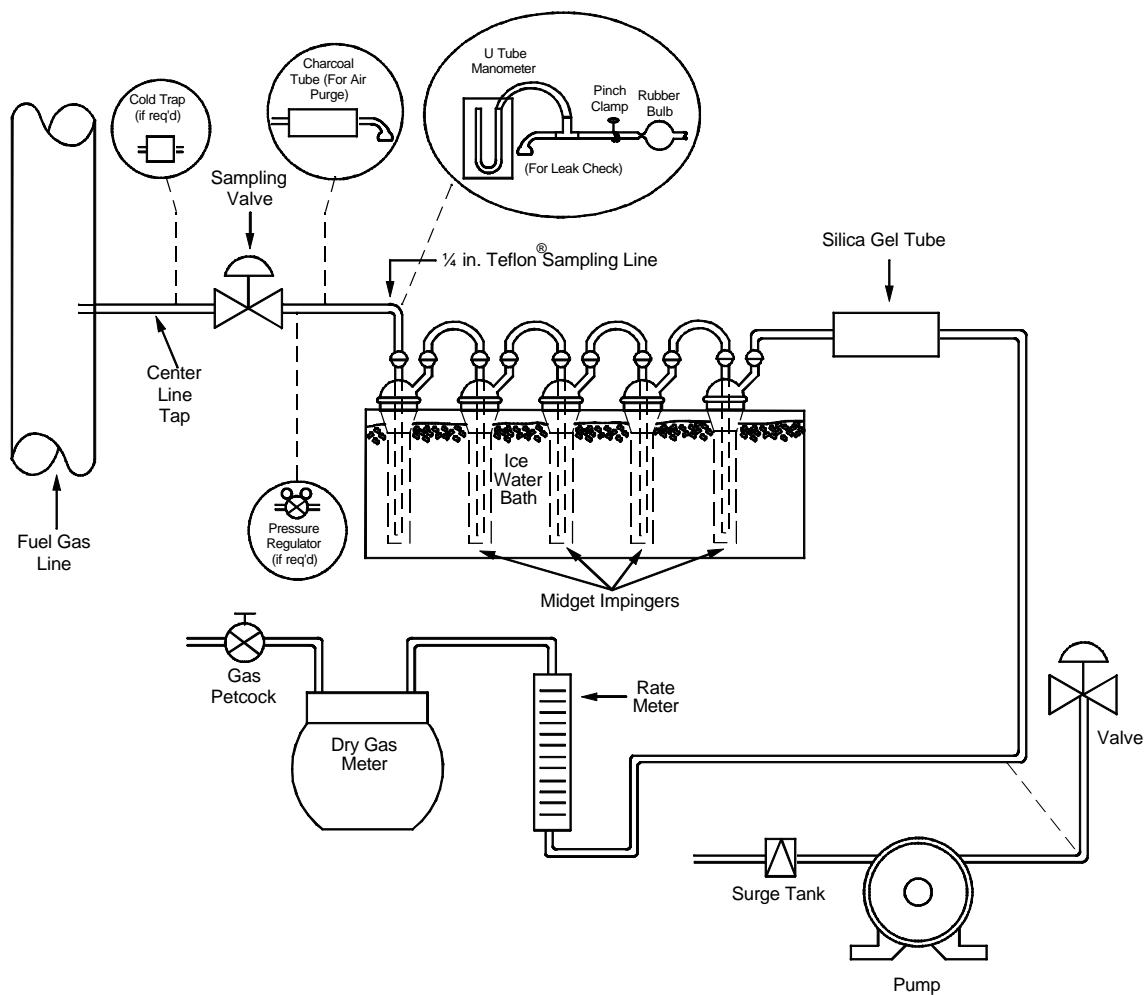 U Tube
Manometer
Pinch
Clamp
Rubber
Bulb
(For Leak Check)
Charcoal
Tube (For Air
Purge)
Cold Trap
(if req'd)
Sampling
Valve
¼ in. Teflon® Sampling Line
Silica Gel Tube
Center
Line
Tap
Ice
Water
Bath
Pressure
Regulator
(if req'd)
Fuel Gas
Line
Midget Impingers
Gas
Petcock
Dry Gas
Meter
Rate
Meter
Valve
Surge Tank
Pump